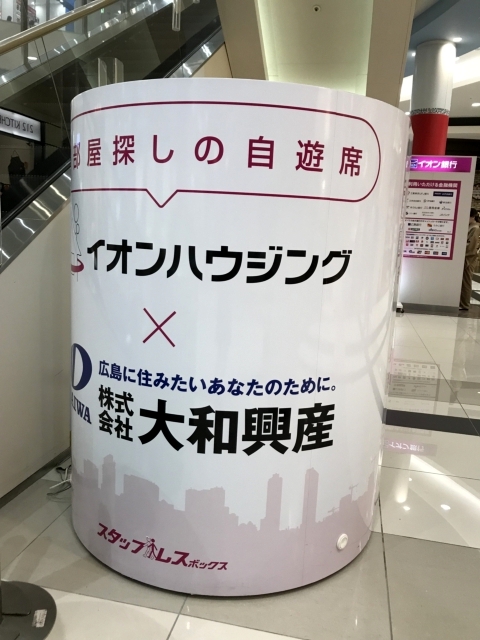 部屋探しの自遊席
イオンハウジング
×
広島に住みたいあなたのために。
株式会社 大和興産
スタッフレスボックス
イオン銀行
212 KITCH